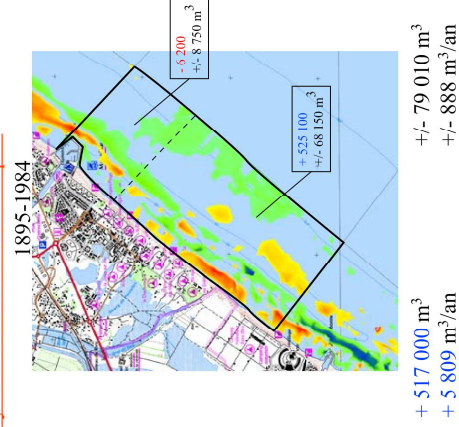 - 6 200
+/- 8 750 m³
1895-1984
+ 525 100
+/- 68 150 m³
+ 517 000 m³
+ 5 809 m³/an
+/- 79 010 m³
+/- 888 m³/an